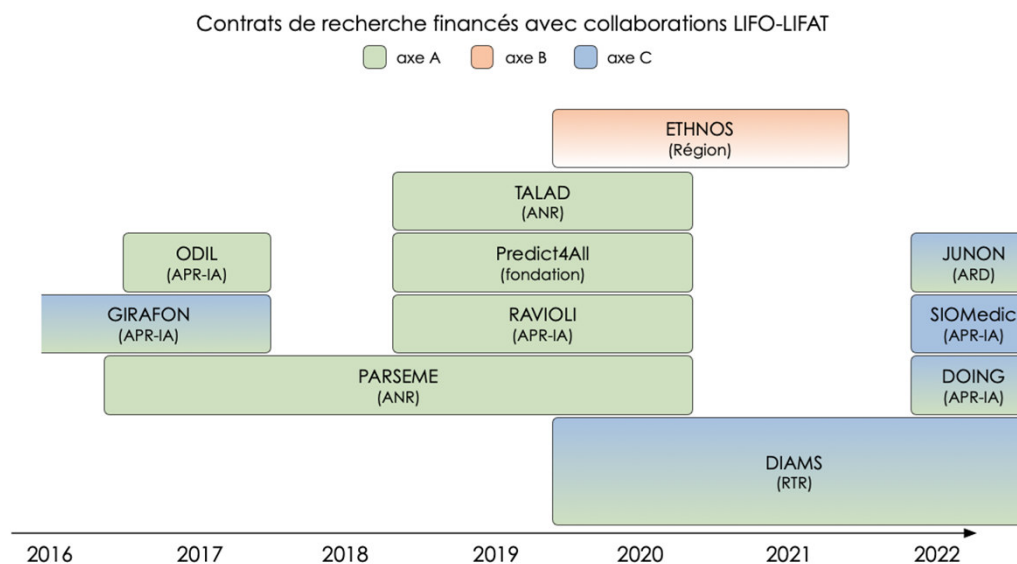 Contrats de recherche financés avec collaborations LIFO-LIFAT
axe A axe B axe C
ETHNOS
(Région)
TALAD
(ANR)
ODIL
(APR-IA)
Predict4All
(fondation)
JUNON
(ARD)
GIRAFON
(APR-IA)
RAVIOLI
(APR-IA)
SIOMedic
(APR-IA)
PARSEME
(ANR)
DOING
(APR-IA)
DIAMS
(RTR)
2016 2017 2018 2019 2020 2021 2022